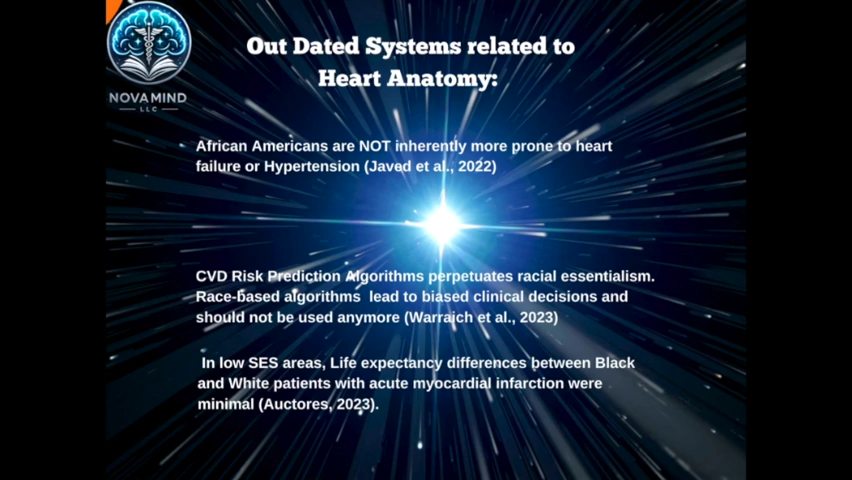 NOVA MIND
LLC
Out Dated Systems related to
Heart Anatomy:
African Americans are NOT inherently more prone to heart
failure or Hypertension (Javed et al., 2022)
CVD Risk Prediction Algorithms perpetuates racial essentialism.
Race-based algorithms lead to biased clinical decisions and
should not be used anymore (Warraich et al., 2023)
In low SES areas, Life expectancy differences between Black
and White patients with acute myocardial infarction were
minimal (Auctores, 2023).